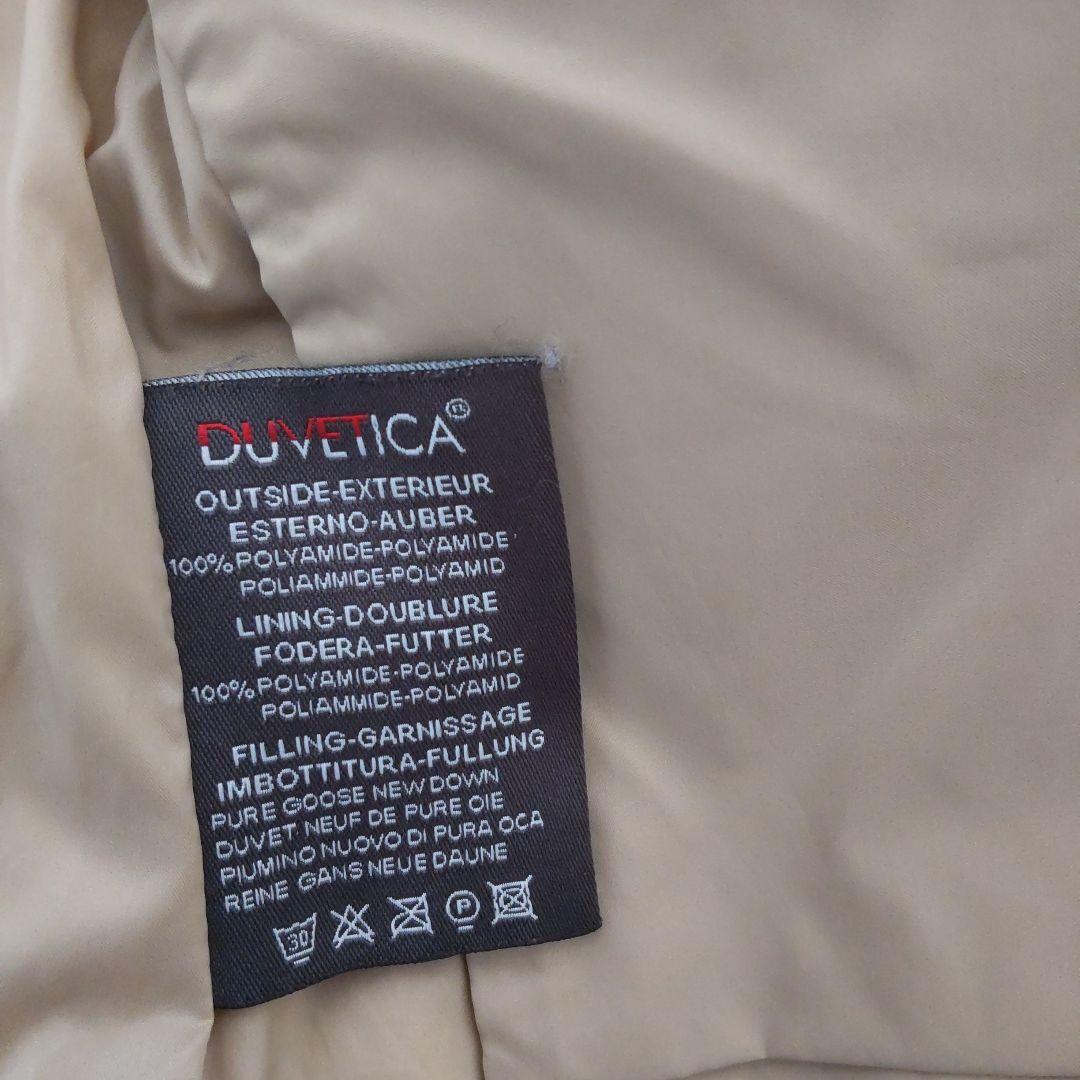 DUVETICA®
OUTSIDE-EXTERIEUR
ESTERNO-AUBER
100% POLYAMIDE-POLYAMIDE
POLIAMMIDE-POLYAMID
LINING-DOUBLURE
FODERA-FUTTER
100% POLYAMIDE-POLYAMIDE
POLIAMMIDE-POLYAMID
FILLING-GARNISSAGE
IMBOTTITURA-FULLUNG
PURE GOOSE NEW DOWN
DUVET NEUF DE PURE OIE
PIUMINO NUOVO DI PURA OCA
REINE GANS NEUE DAUNE
30 P